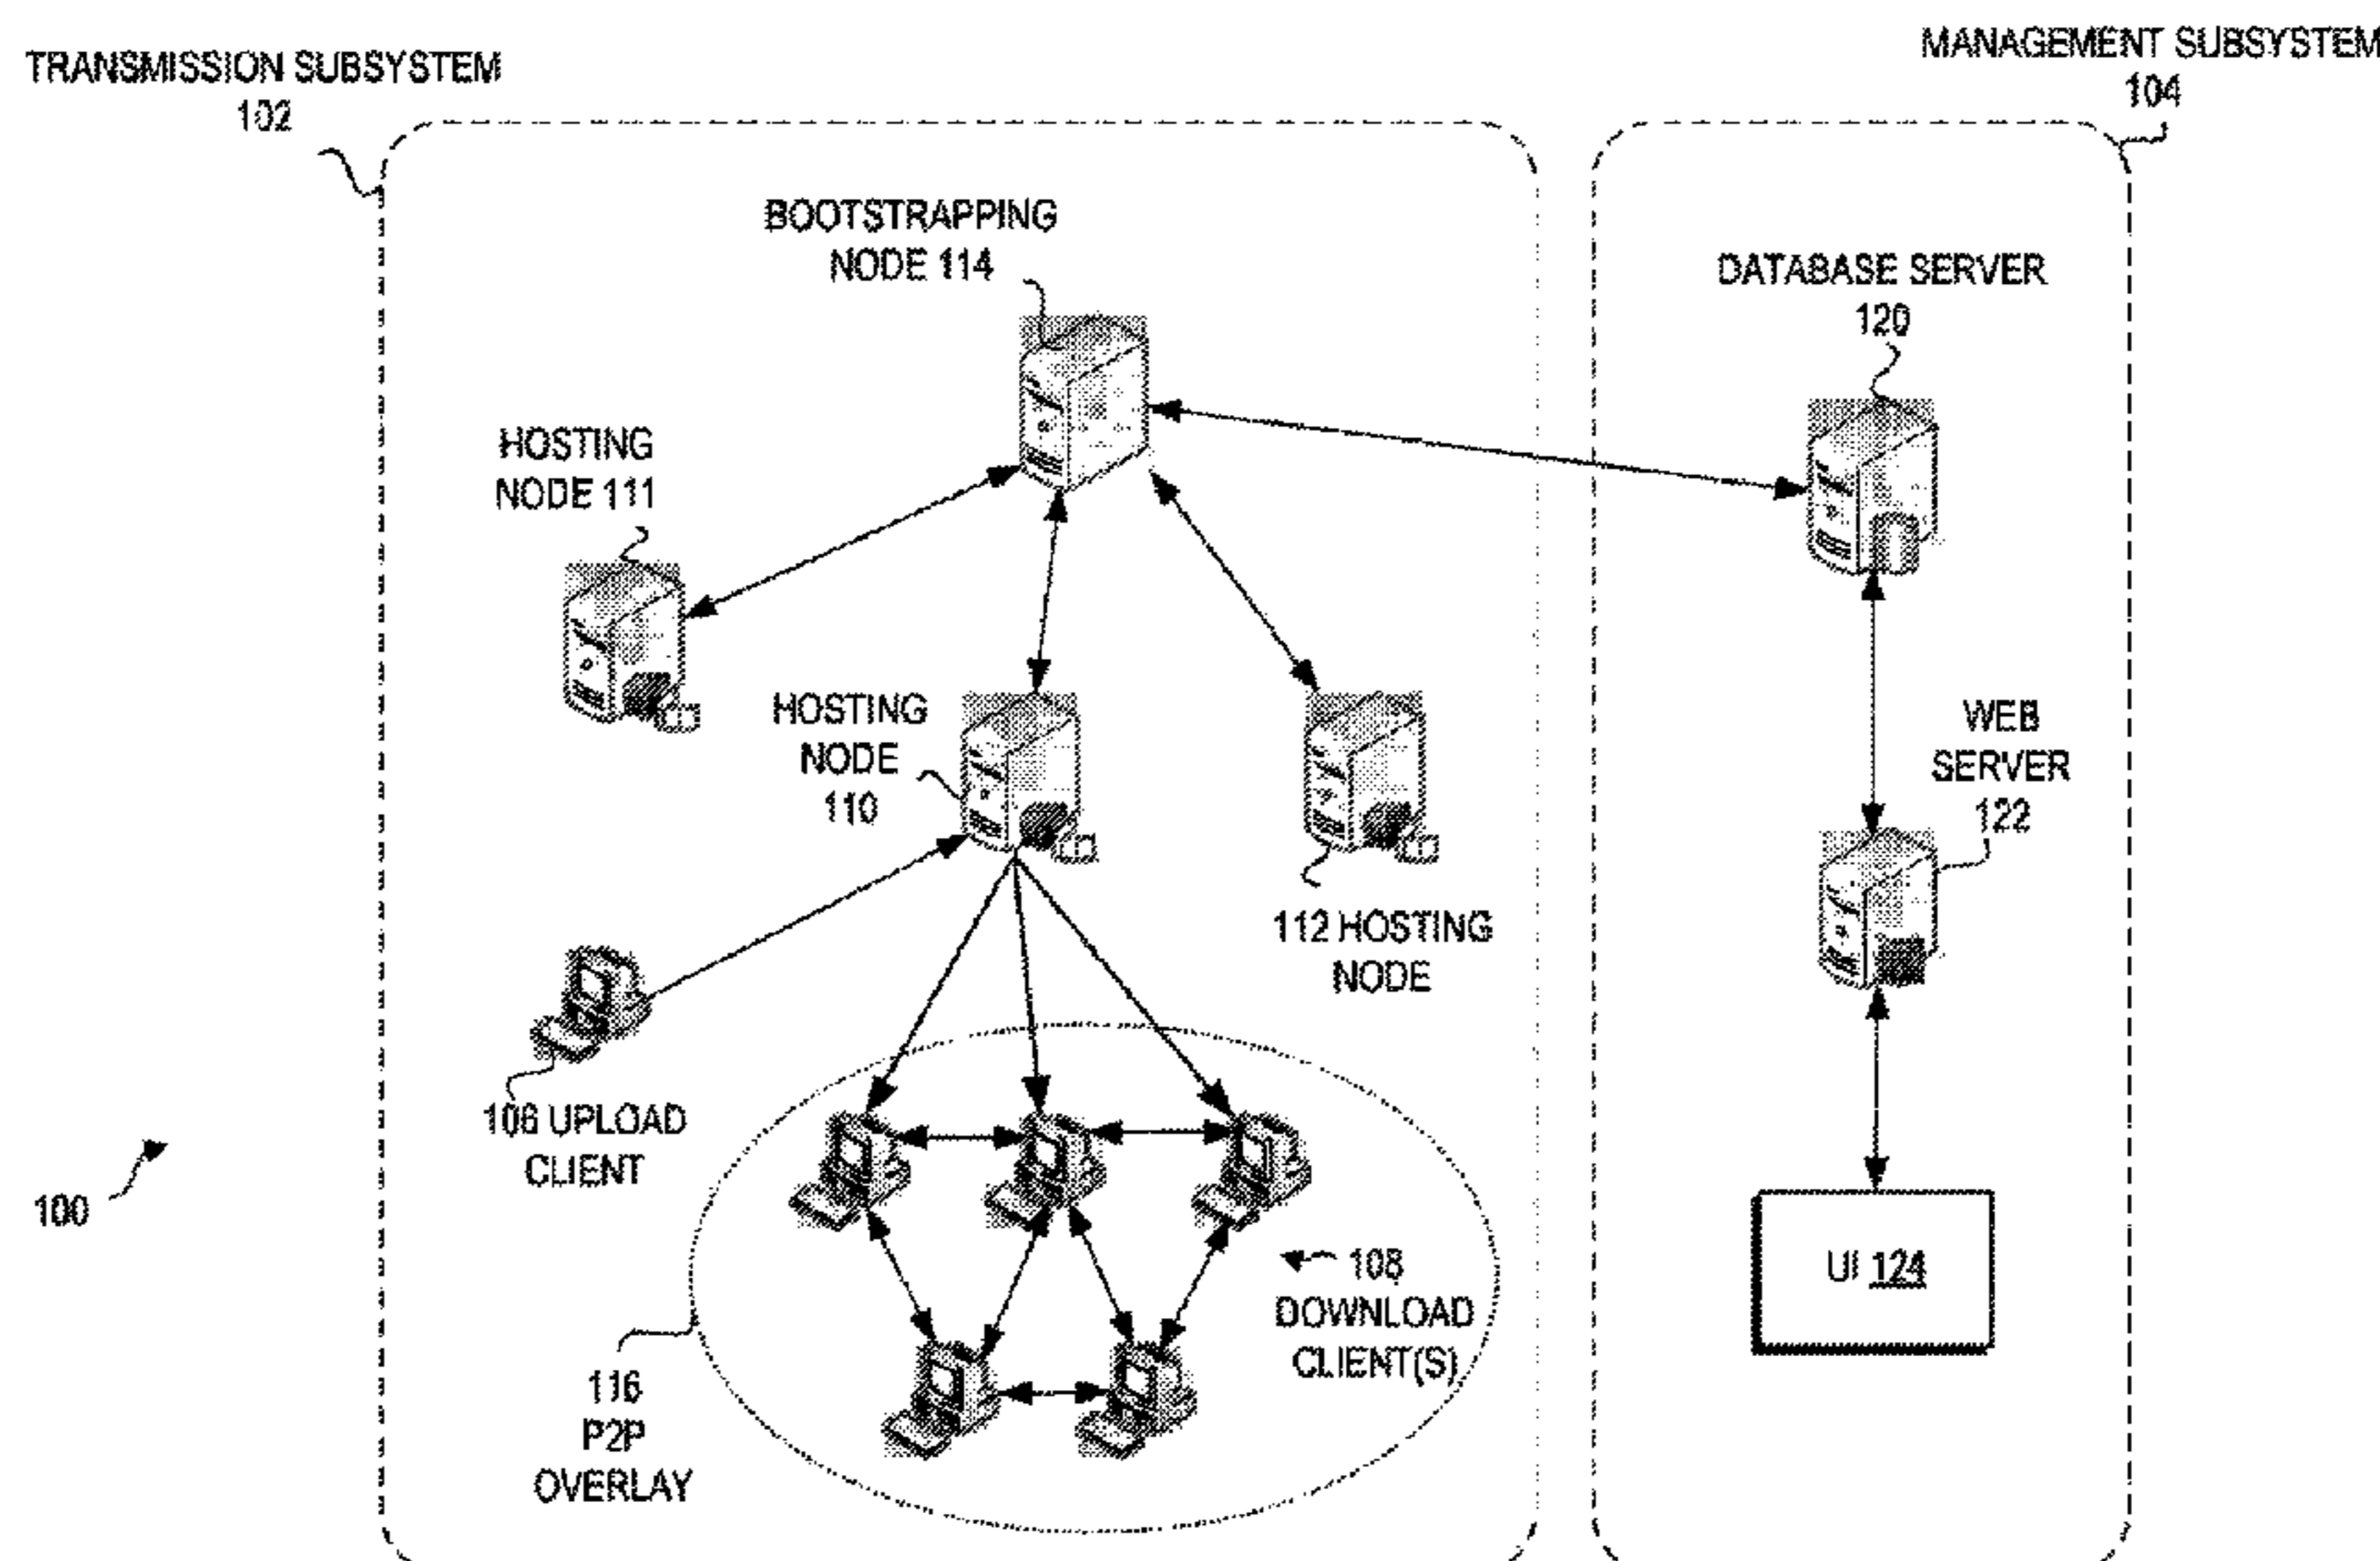 TRANSMISSION SUBSYSTEM
102
MANAGEMENT SUBSYSTEM
104
BOOTSTRAPPING
NODE 114
DATABASE SERVER
120
HOSTING
NODE 111
HOSTING
NODE
110
WEB
SERVER
122
112 HOSTING
NODE
106 UPLOAD
CLIENT
100
108
DOWNLOAD
CLIENT(S)
UI 124
116
P2P
OVERLAY